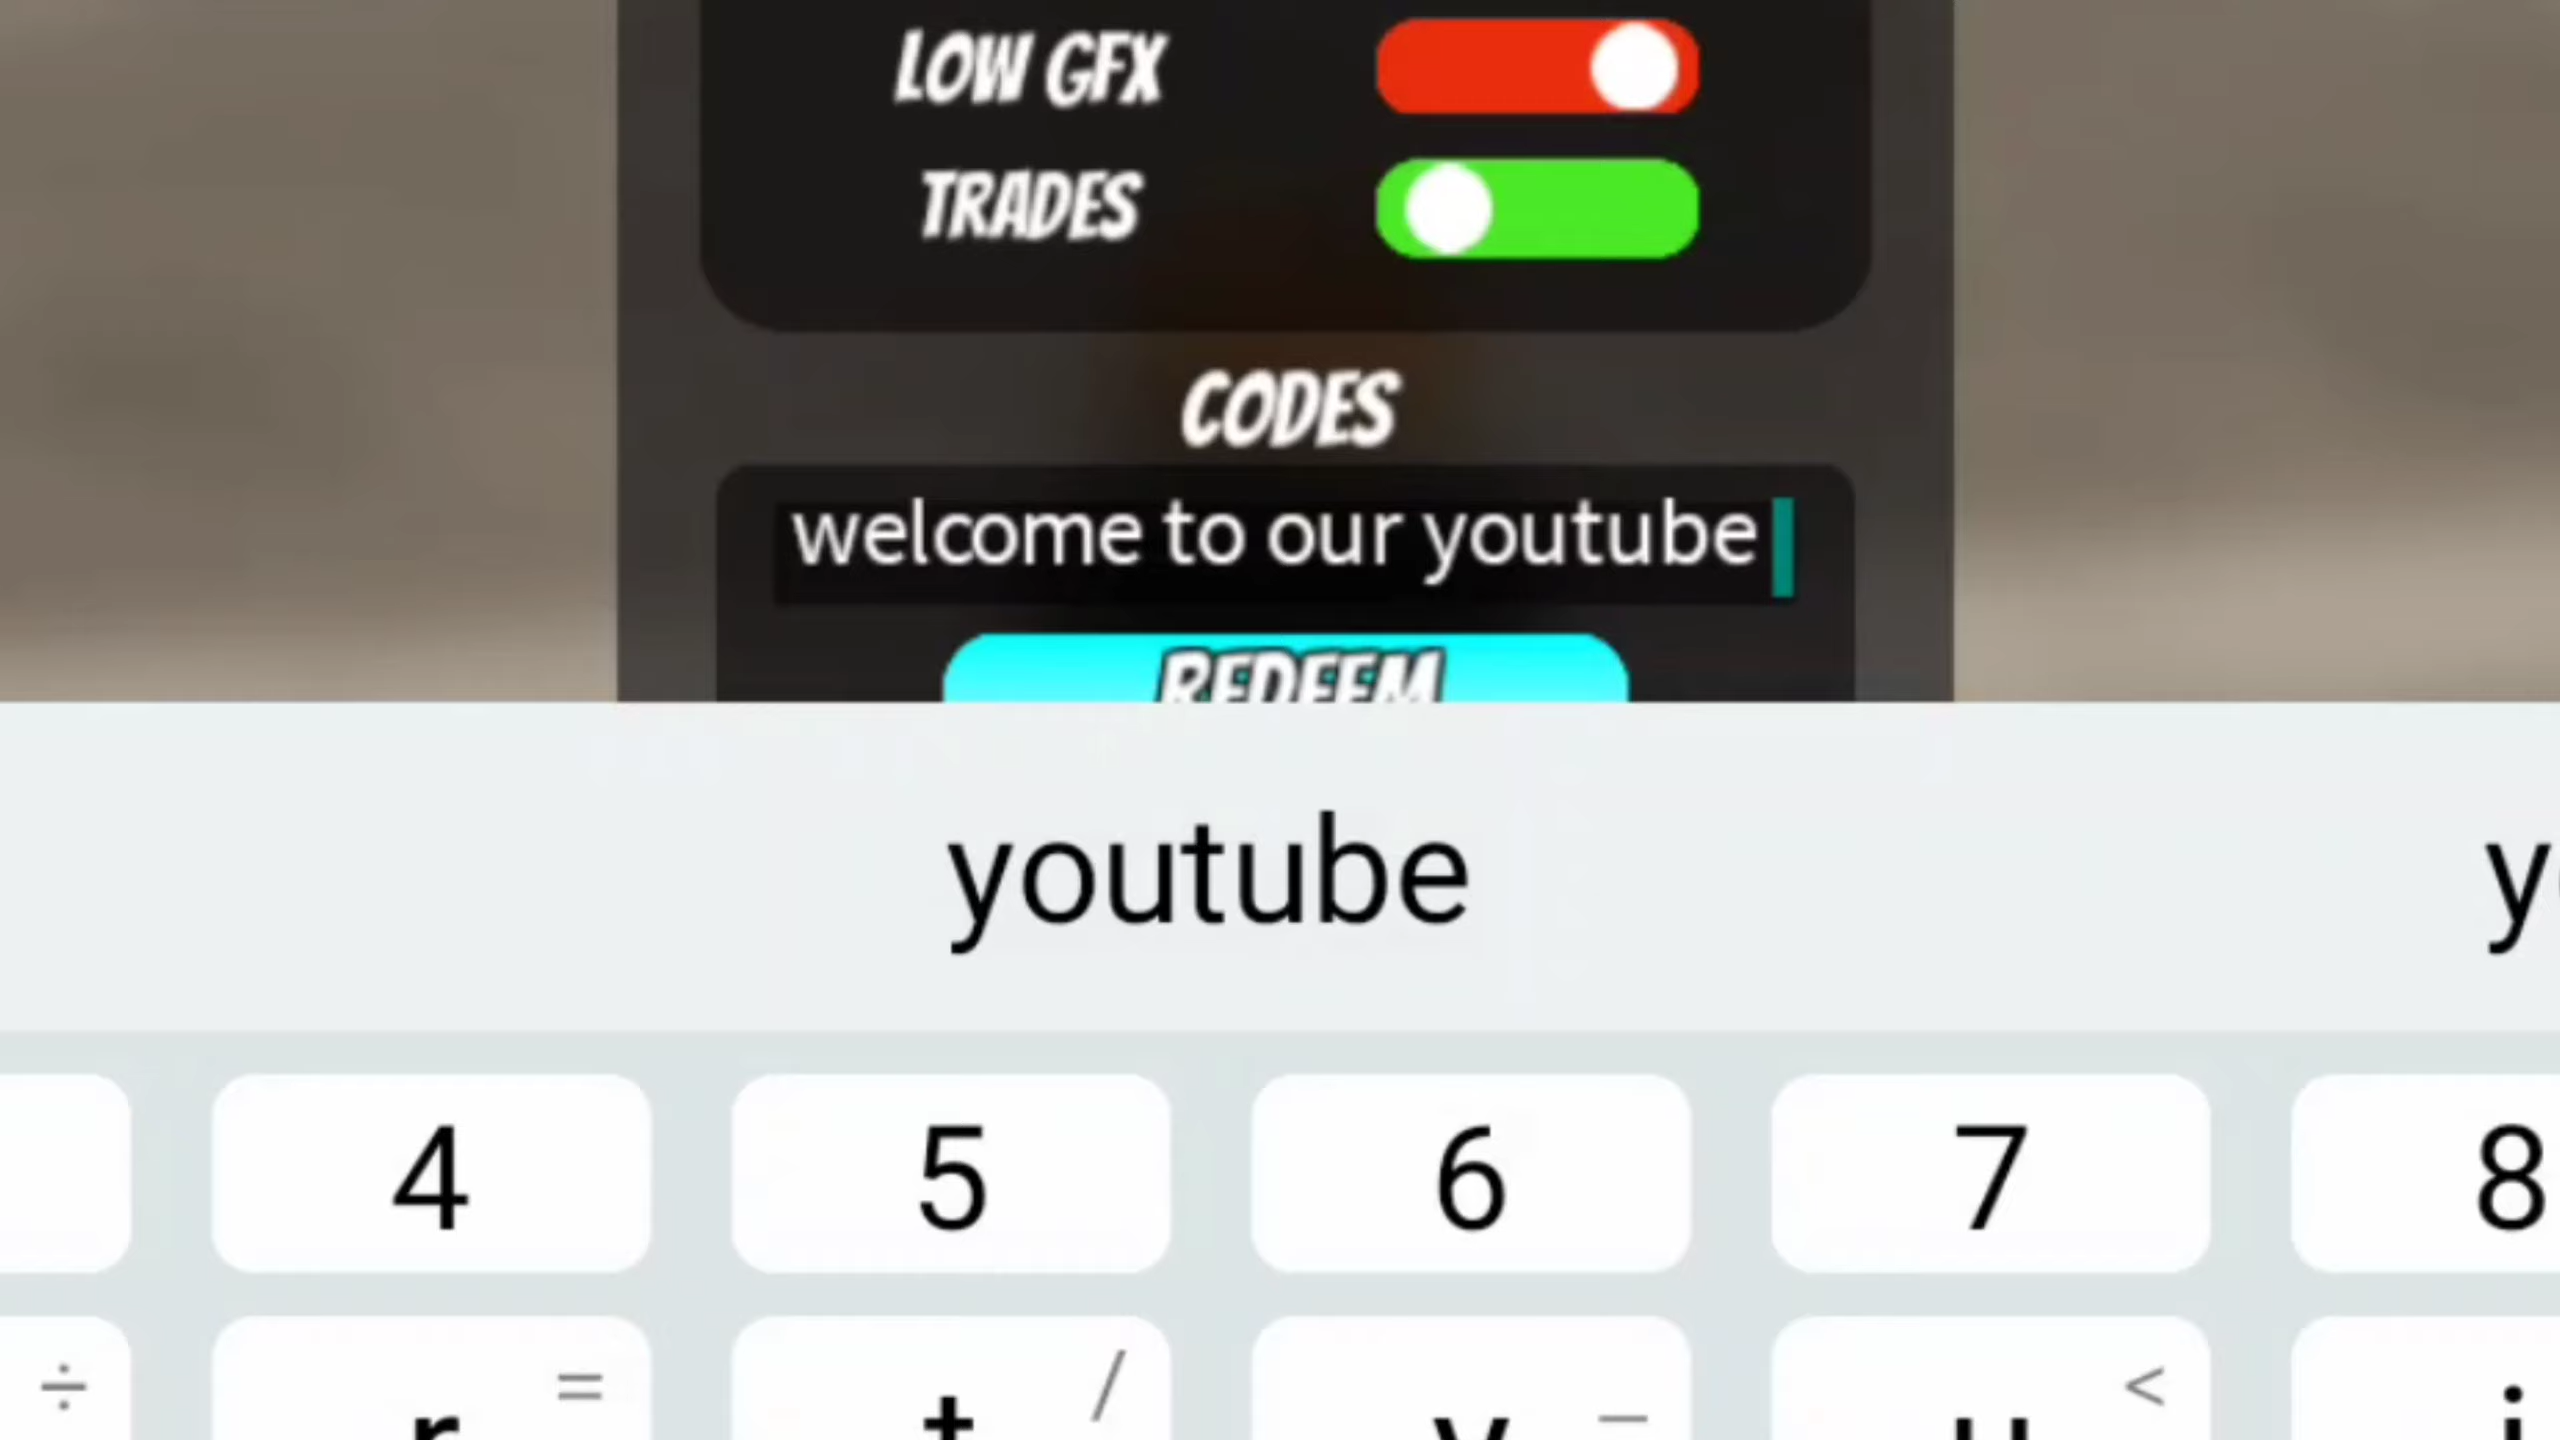 LOW GFX
TRADES
CODES
welcome to our youtube
REDEEM
youtube
4 5 6 7 8
÷ = / _ <
r t y u i